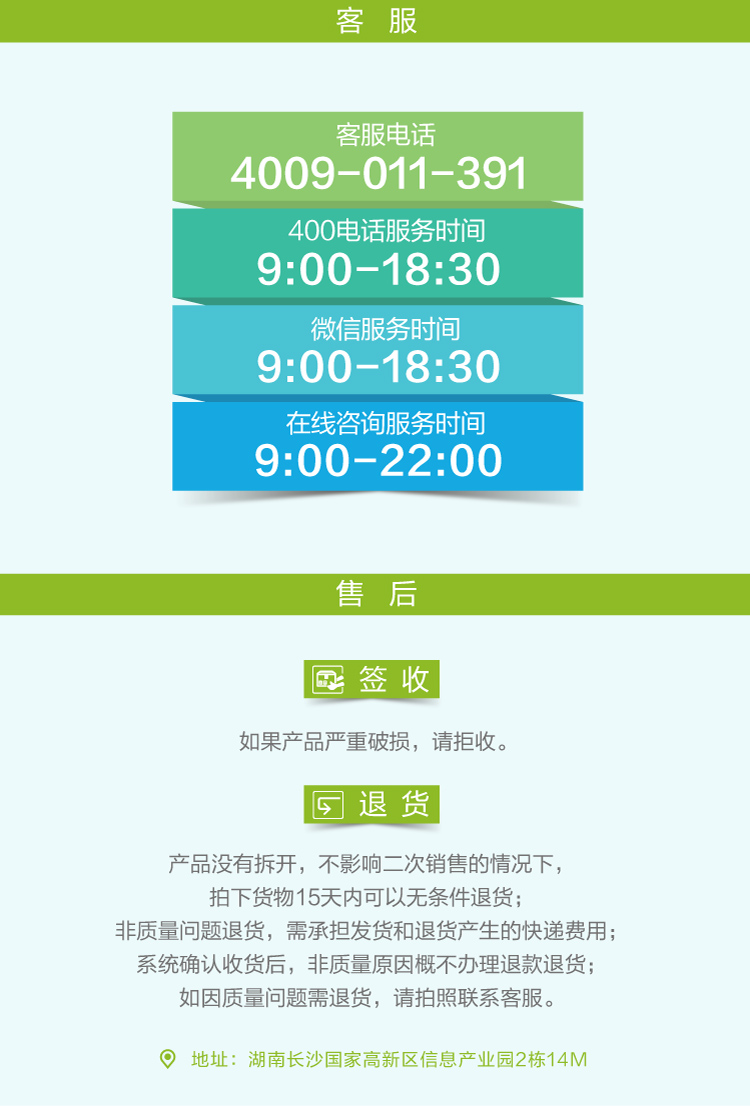 客 服
客服电话
4009-011-391
400电话服务时间
9:00-18:30
微信服务时间
9:00-18:30
在线咨询服务时间
9:00-22:00
售 后
签 收
如果产品严重破损，请拒收。
退 货
产品没有拆开，不影响二次销售的情况下，
拍下货物15天内可以无条件退货；
非质量问题退货，需承担发货和退货产生的快递费用；
系统确认收货后，非质量原因概不办理退款退货；
如因质量问题需退货，请拍照联系客服。
地址：湖南长沙国家高新区信息产业园2栋14M